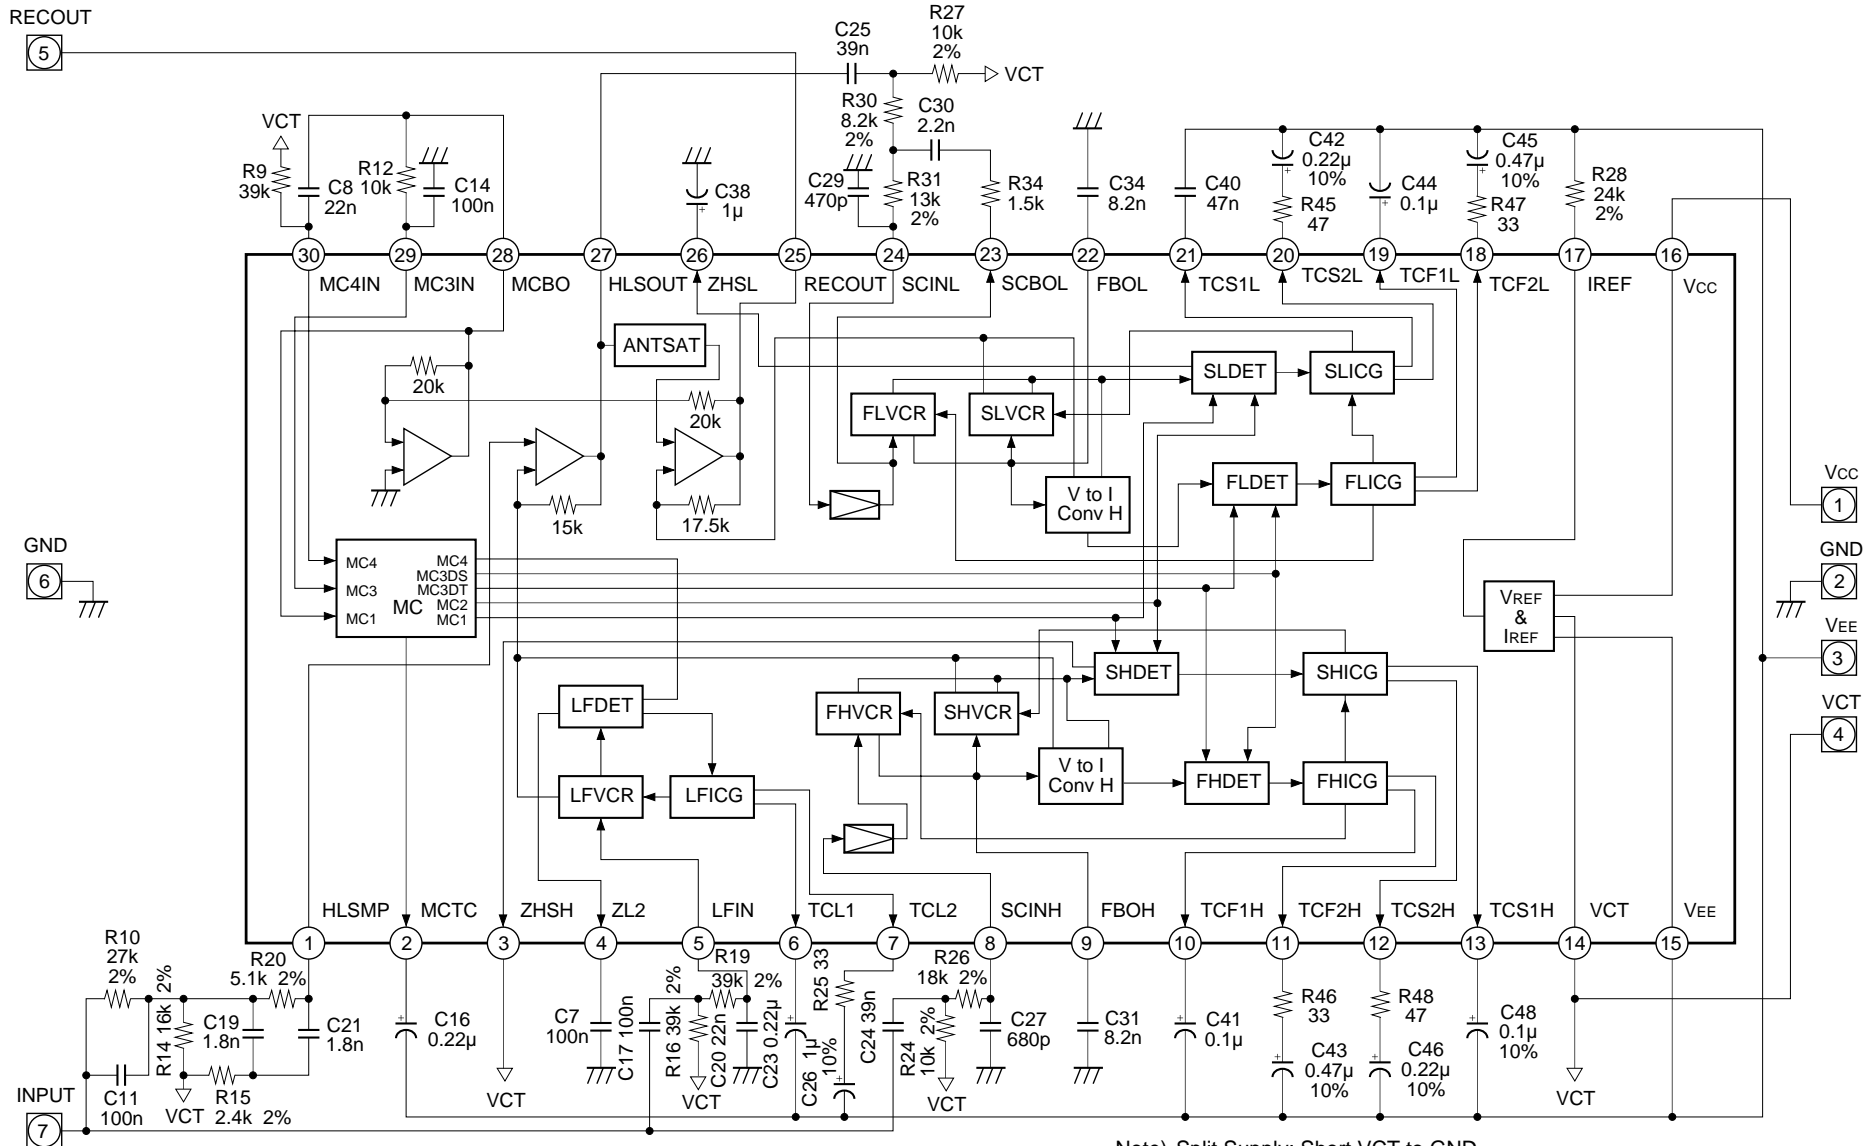 RECOUT
5
C25
39n
R27
10k
2%
VCT
R30
8.2k
2%
C30
2.2n
VCT
R9
39k
C8
22n
R12
10k
C14
100n
C38
1µ
C29
470p
R31
13k
2%
R34
1.5k
C34
8.2n
C40
47n
C42
0.22µ
10%
R45
47
C44
0.1µ
C45
0.47µ
10%
R47
33
R28
24k
2%
30
29
28
27
26
25
24
23
22
21
20
19
18
17
16
MC4IN
MC3IN
MCBO
HLSOUT
ZHSL
RECOUT
SCINL
SCBOL
FBOL
TCS1L
TCS2L
TCF1L
TCF2L
IREF
VCC
ANTSAT
20k
20k
15k
17.5k
FLVCR
SLVCR
SLDET
SLICG
V to I
Conv H
FLDET
FLICG
VCC
1
GND
2
VEE
3
VCT
4
GND
6
MC4
MC3
MC1
MC
MC4
MC3DS
MC3DT
MC2
MC1
VREF
&
IREF
LFDET
LFVCR
LFICG
FHVCR
SHVCR
SHDET
SHICG
V to I
Conv H
FHDET
FHICG
HLSMP
MCTC
ZHSH
ZL2
LFIN
TCL1
TCL2
SCINH
FBOH
TCF1H
TCF2H
TCS2H
TCS1H
VCT
VEE
1
2
3
4
5
6
7
8
9
10
11
12
13
14
15
R10
27k
2%
R14 16k 2%
R20
5.1k 2%
C19
1.8n
C21
1.8n
C11
100n
VCT
R15
2.4k 2%
C16
0.22µ
VCT
C7
100n
C17 100n
R16 39k 2%
R19
39k 2%
C20 22n
VCT
C23 0.22µ
C26 1µ
10%
R25 33
C24 39n
R24
10k 2%
R26
18k 2%
VCT
C27
680p
C31
8.2n
C41
0.1µ
R46
33
C43
0.47µ
10%
R48
47
C46
0.22µ
10%
C48
0.1µ
10%
VCT
INPUT
7
Note) Split Supply: Short VCT to GND